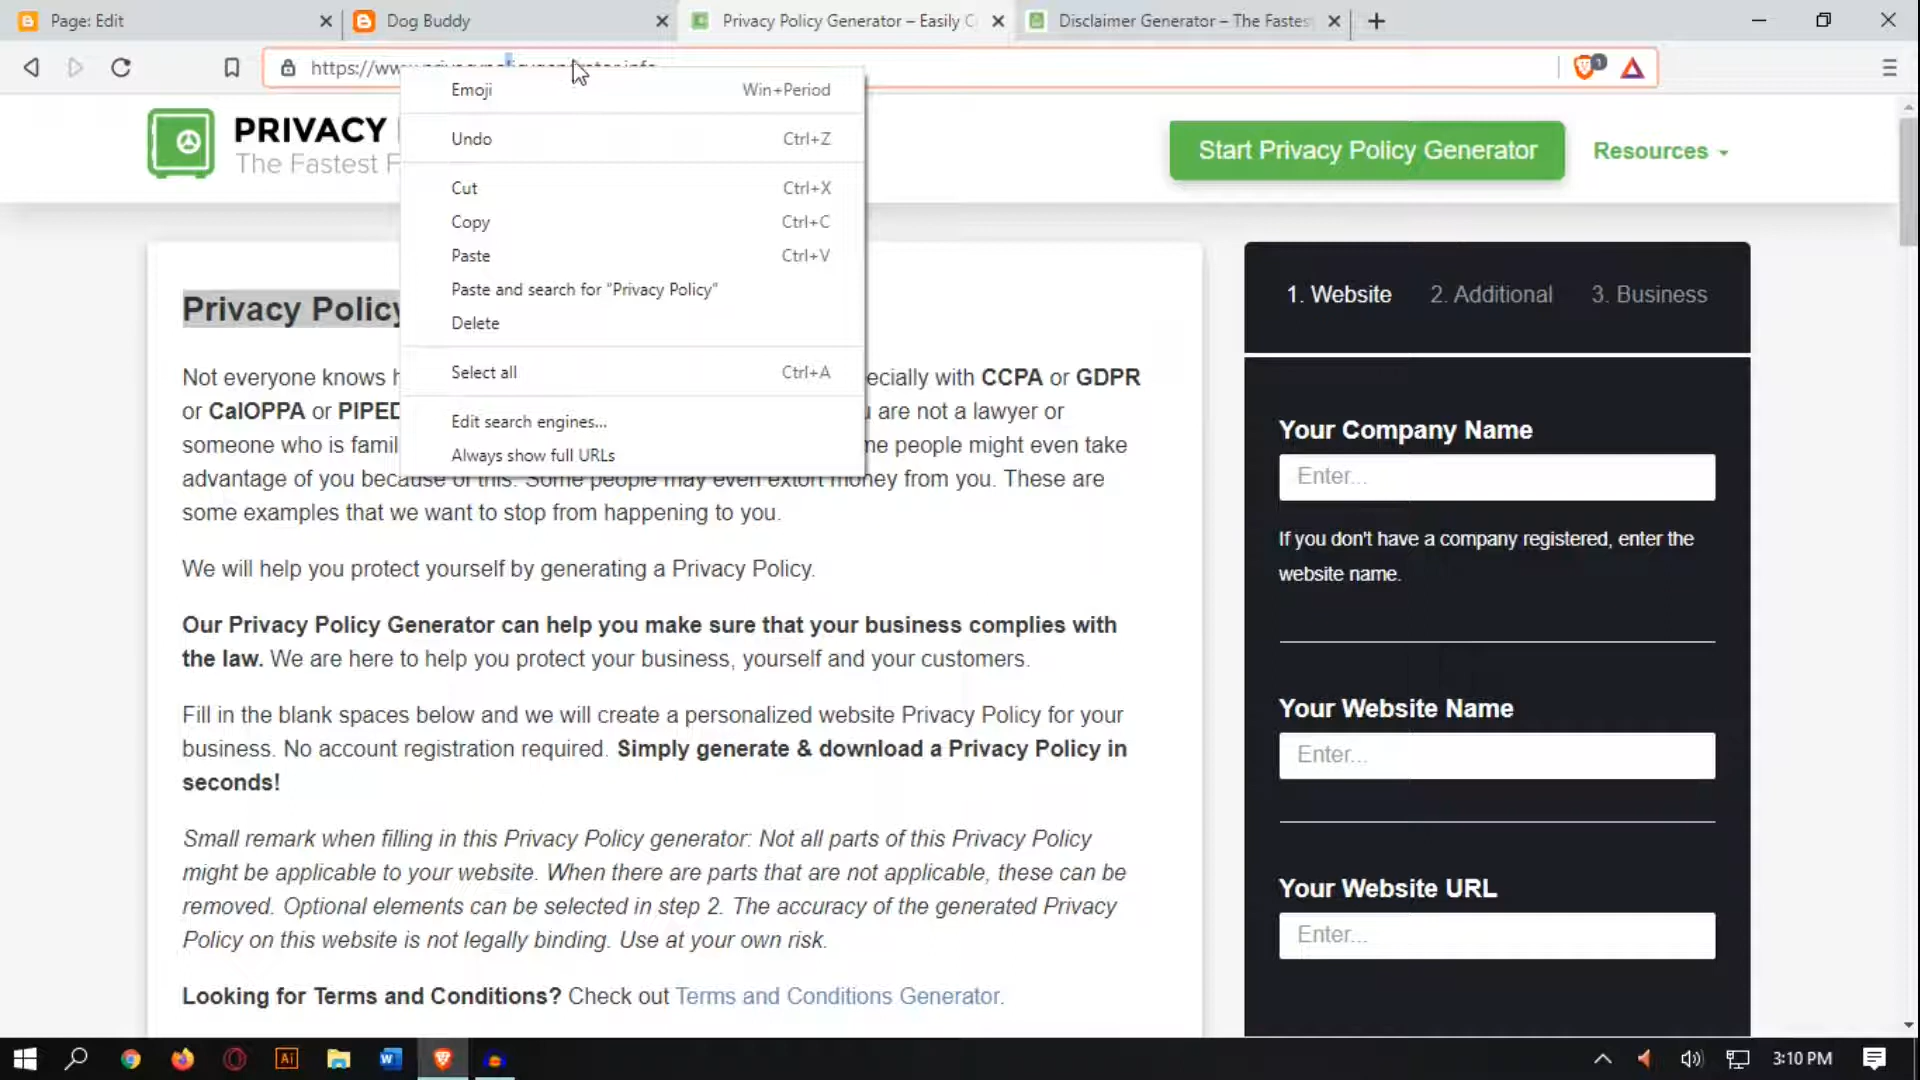 Page: Edit
Dog Buddy
Privacy Policy Generator – Easily C
Disclaimer Generator – The Fastes
https://www.
Emoji Win+Period
Undo Ctrl+Z
Cut Ctrl+X
Copy Ctrl+C
Paste Ctrl+V
Paste and search for “Privacy Policy”
Delete
Select all Ctrl+A
Edit search engines...
Always show full URLs
PRIVACY
The Fastest F
Start Privacy Policy Generator
Resources
Privacy Policy
Not everyone knows h ecially with CCPA or GDPR
or CalOPPA or PIPED are not a lawyer or
someone who is famil me people might even take
advantage of you because of this. Some people may even extort money from you. These are
some examples that we want to stop from happening to you.
We will help you protect yourself by generating a Privacy Policy.
Our Privacy Policy Generator can help you make sure that your business complies with
the law. We are here to help you protect your business, yourself and your customers.
Fill in the blank spaces below and we will create a personalized website Privacy Policy for your
business. No account registration required. Simply generate & download a Privacy Policy in
seconds!
Small remark when filling in this Privacy Policy generator: Not all parts of this Privacy Policy
might be applicable to your website. When there are parts that are not applicable, these can be
removed. Optional elements can be selected in step 2. The accuracy of the generated Privacy
Policy on this website is not legally binding. Use at your own risk.
Looking for Terms and Conditions? Check out Terms and Conditions Generator.
1. Website 2. Additional 3. Business
Your Company Name
Enter...
If you don't have a company registered, enter the
website name.
Your Website Name
Enter...
Your Website URL
Enter...
3:10 PM